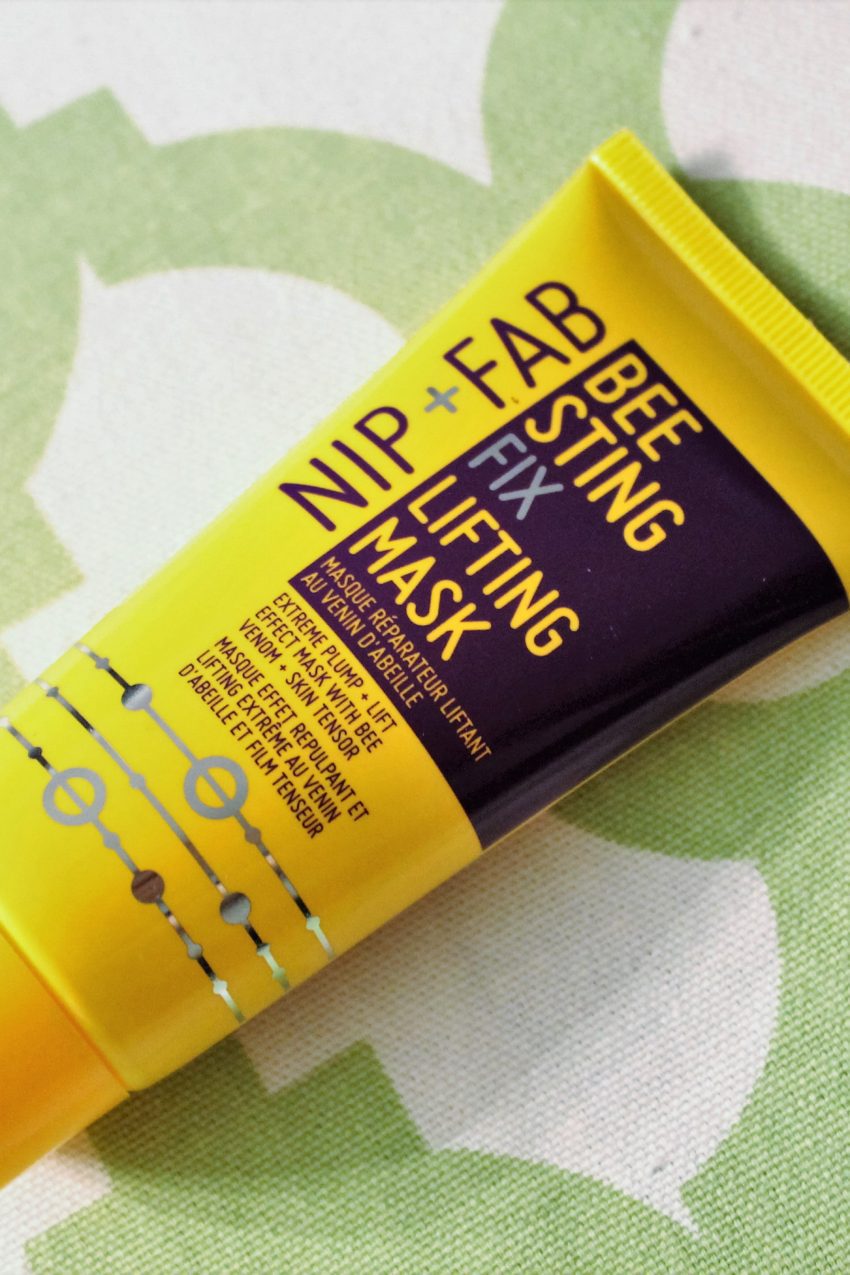 NIP + FAB
BEE
STING
FIX
LIFTING
MASK
MASQUE RÉPARATEUR LIFTANT
AU VENIN D'ABEILLE
EXTREME PLUMP + LIFT
EFFECT MASK WITH BEE
VENOM + SKIN TENSOR
MASQUE EFFET REPULPANT ET
LIFTING EXTRÊME AU VENIN
D'ABEILLE ET FILM TENSEUR